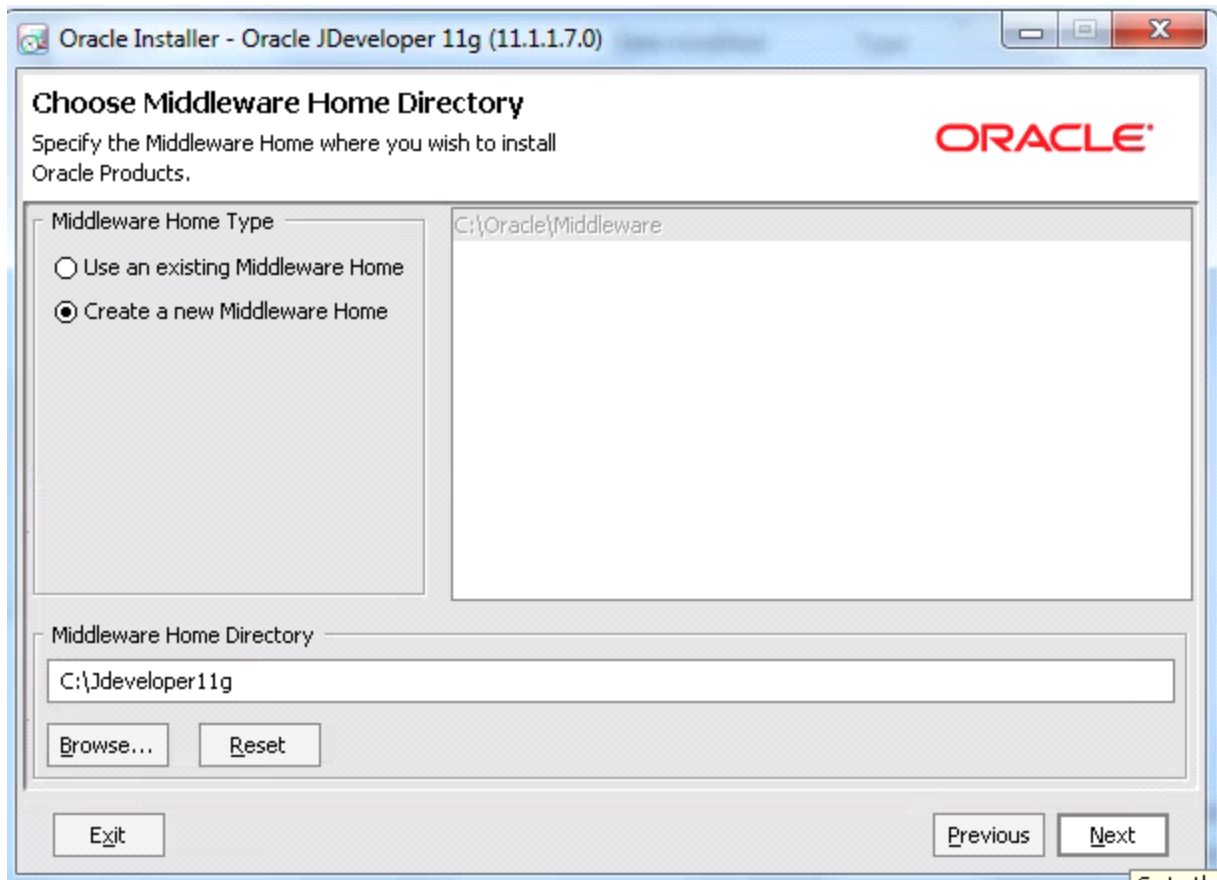 Oracle Installer - Oracle JDeveloper 11g (11.1.1.7.0)
Choose Middleware Home Directory
Specify the Middleware Home where you wish to install
Oracle Products.
ORACLE
Middleware Home Type
Use an existing Middleware Home
Create a new Middleware Home
C:\Oracle\Middleware
Middleware Home Directory
C:\Jdeveloper11g
Browse...
Reset
Exit
Previous
Next